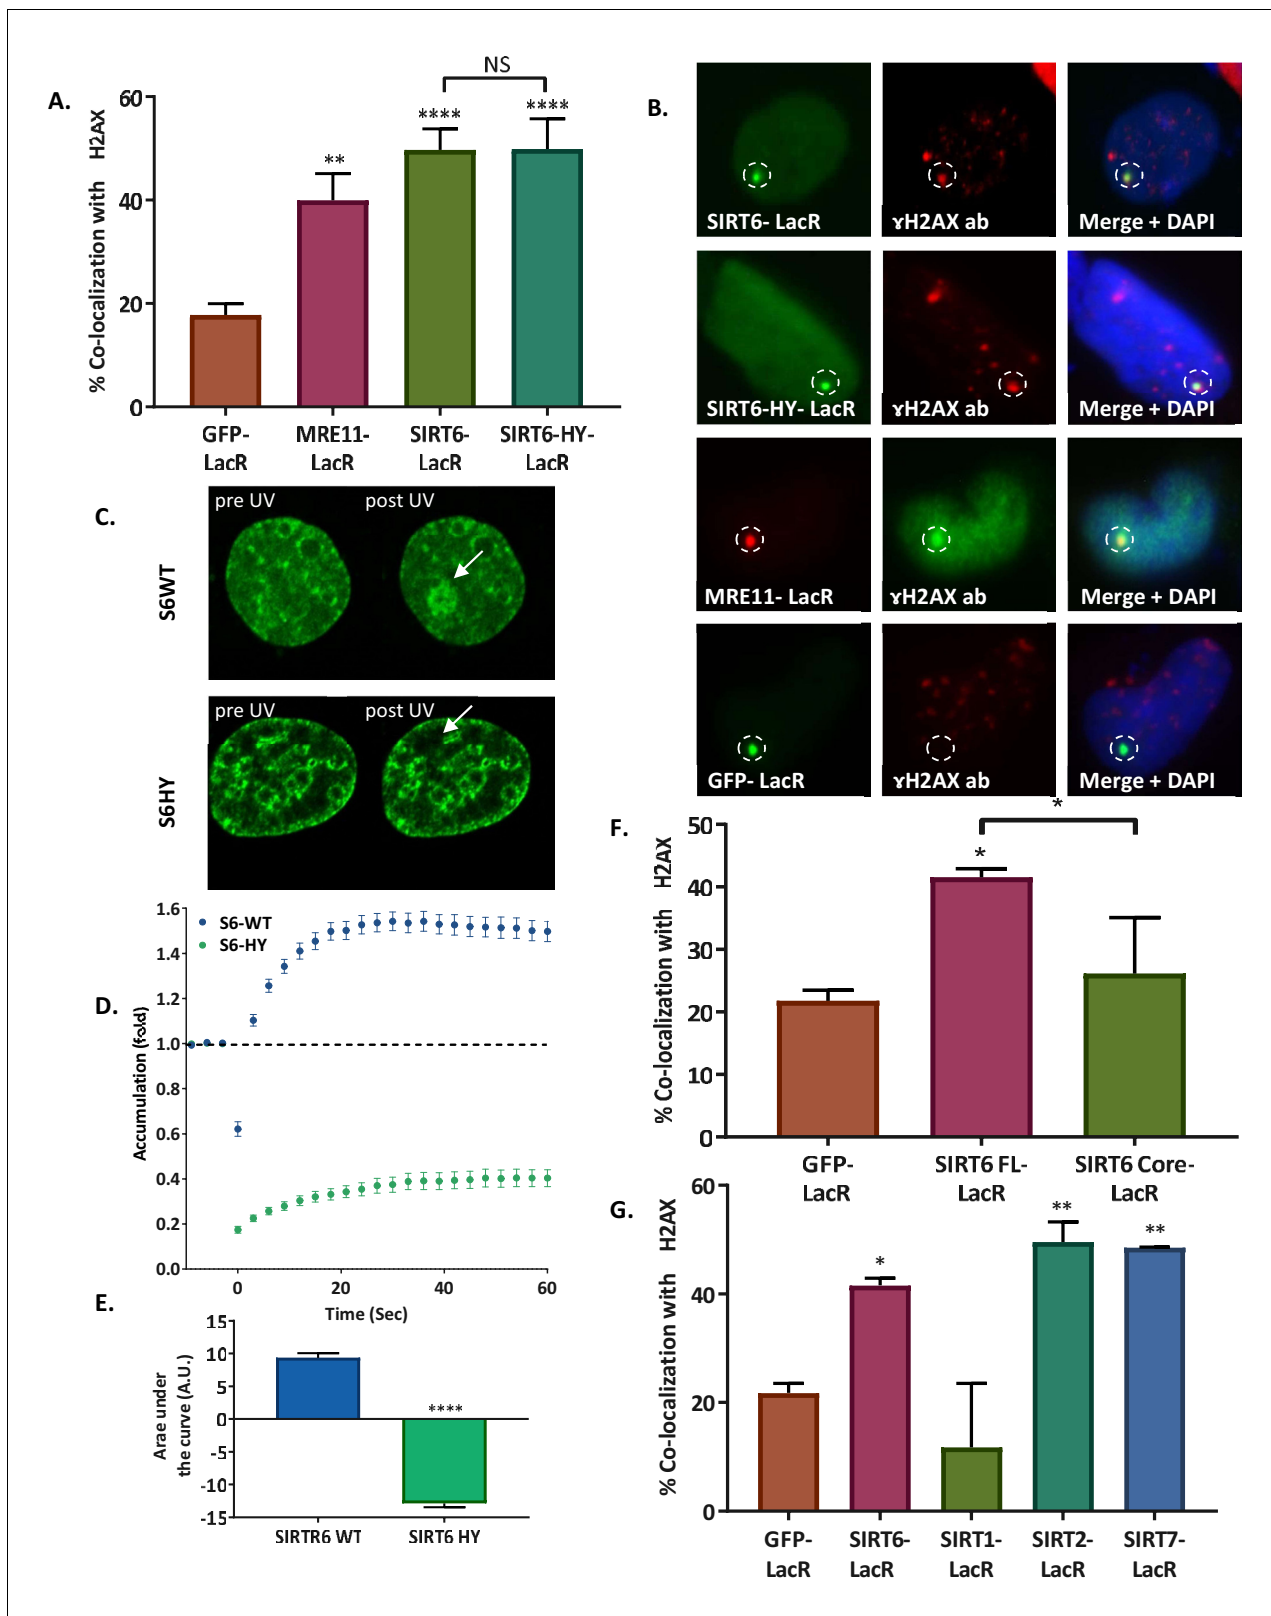 A.
NS
****
****
**
60
40
20
0
% Co-localization with H2AX
GFP-
LacR
MRE11-
LacR
SIRT6-
LacR
SIRT6-HY-
LacR
B.
SIRT6- LacR
ɤH2AX ab
Merge + DAPI
SIRT6-HY- LacR
ɤH2AX ab
Merge + DAPI
MRE11- LacR
ɤH2AX ab
Merge + DAPI
GFP- LacR
ɤH2AX ab
Merge + DAPI
C.
pre UV
post UV
S6WT
pre UV
post UV
S6HY
D.
S6-WT
S6-HY
1.6
1.4
1.2
1.0
0.8
0.6
0.4
0.2
0.0
Accumulation (fold)
0
20
40
60
Time (Sec)
E.
15
10
5
0
-5
-10
-15
Arae under
the curve (A.U.)
****
SIRTR6 WT
SIRT6 HY
F.
*
*
50
40
30
20
10
0
% Co-localization with H2AX
GFP-
LacR
SIRT6 FL-
LacR
SIRT6 Core-
LacR
G.
60
40
20
0
% Co-localization with H2AX
*
**
**
GFP-
LacR
SIRT6-
LacR
SIRT1-
LacR
SIRT2-
LacR
SIRT7-
LacR